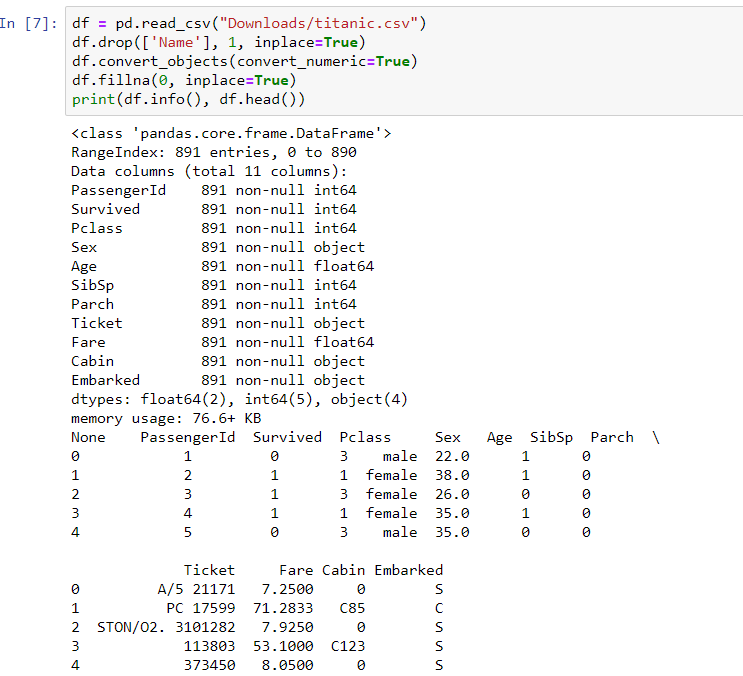 In [7]: df = pd.read_csv("Downloads/titanic.csv")
df.drop(['Name'], 1, inplace=True)
df.convert_objects(convert_numeric=True)
df.fillna(0, inplace=True)
print(df.info(), df.head())
<class 'pandas.core.frame.DataFrame'>
RangeIndex: 891 entries, 0 to 890
Data columns (total 11 columns):
PassengerId    891 non-null int64
Survived       891 non-null int64
Pclass         891 non-null int64
Sex            891 non-null object
Age            891 non-null float64
SibSp          891 non-null int64
Parch          891 non-null int64
Ticket         891 non-null object
Fare           891 non-null float64
Cabin          891 non-null object
Embarked       891 non-null object
dtypes: float64(2), int64(5), object(4)
memory usage: 76.6+ KB
None    PassengerId  Survived  Pclass     Sex   Age  SibSp  Parch  \
0            1         0       3    male  22.0      1      0
1            2         1       1  female  38.0      1      0
2            3         1       3  female  26.0      0      0
3            4         1       1  female  35.0      1      0
4            5         0       3    male  35.0      0      0
             Ticket     Fare Cabin Embarked
0         A/5 21171   7.2500     0        S
1          PC 17599  71.2833   C85        C
2  STON/O2. 3101282   7.9250     0        S
3            113803  53.1000  C123        S
4            373450   8.0500     0        S